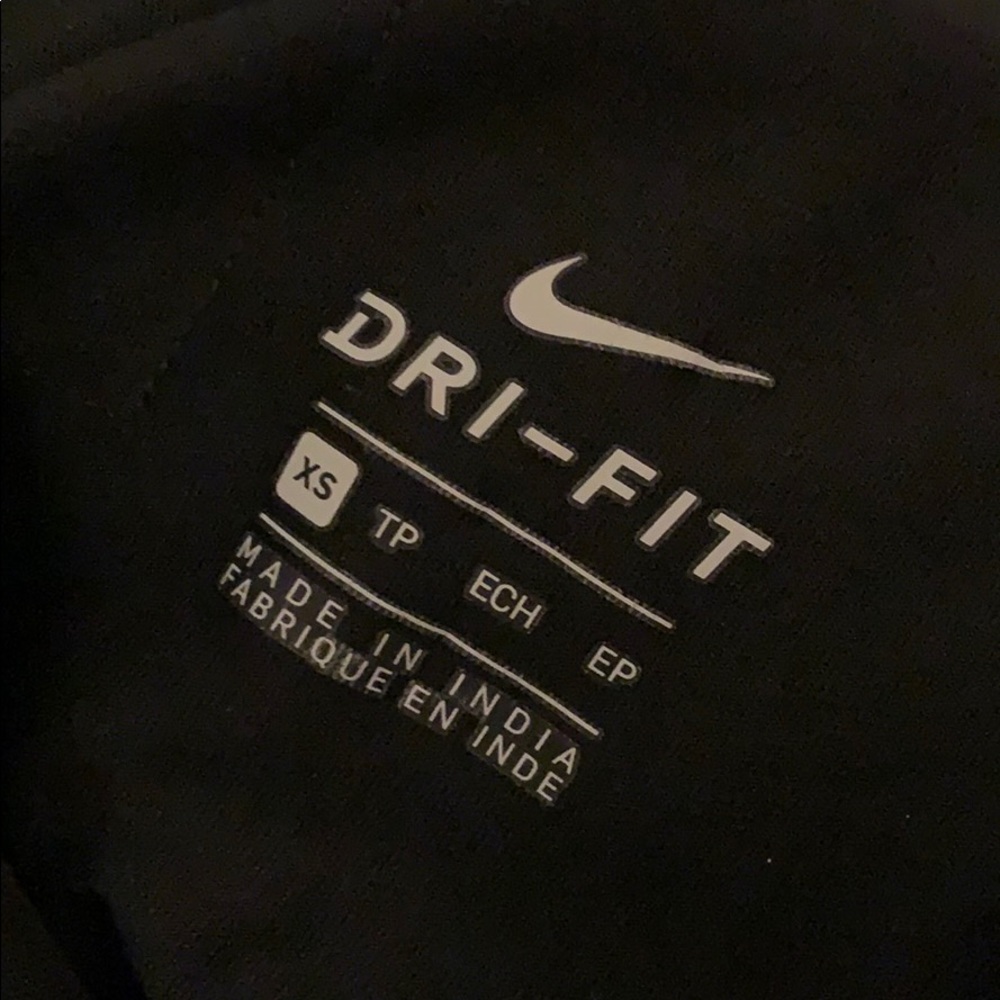 DRI-FIT
XS TP ECH EP
MADE IN INDIA
FABRIQUE EN INDE